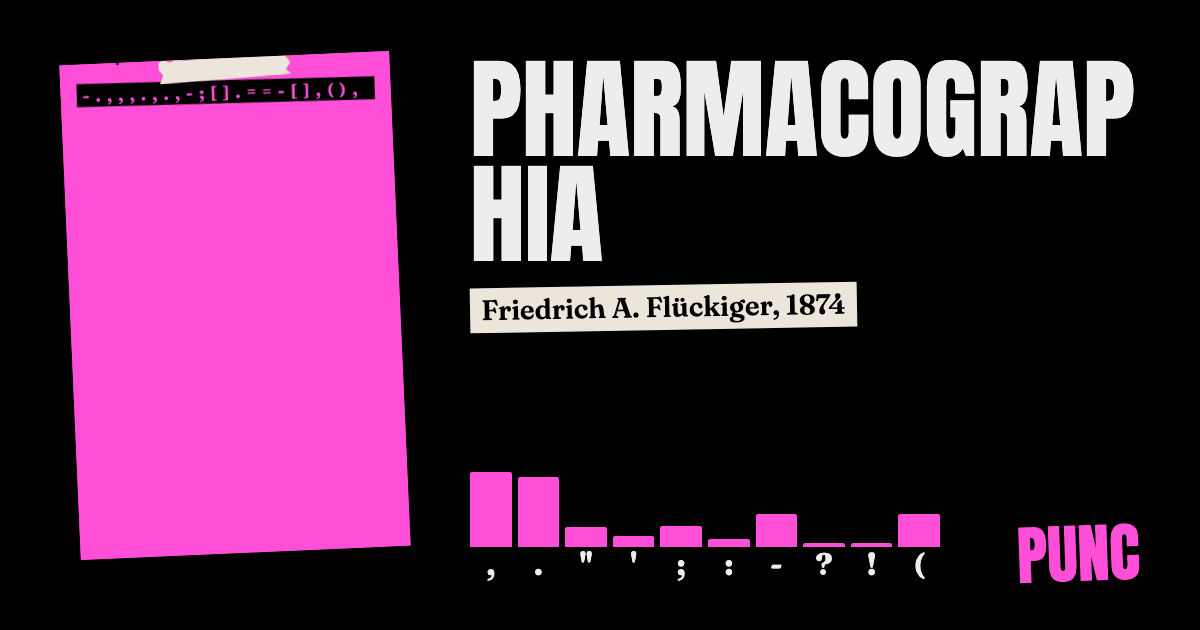 -.,,,.,.,-;[].==-[],(),
PHARMACOGRAP
HIA
Friedrich A. Flückiger, 1874
, . " ' ; : - ? ! (
PUNC